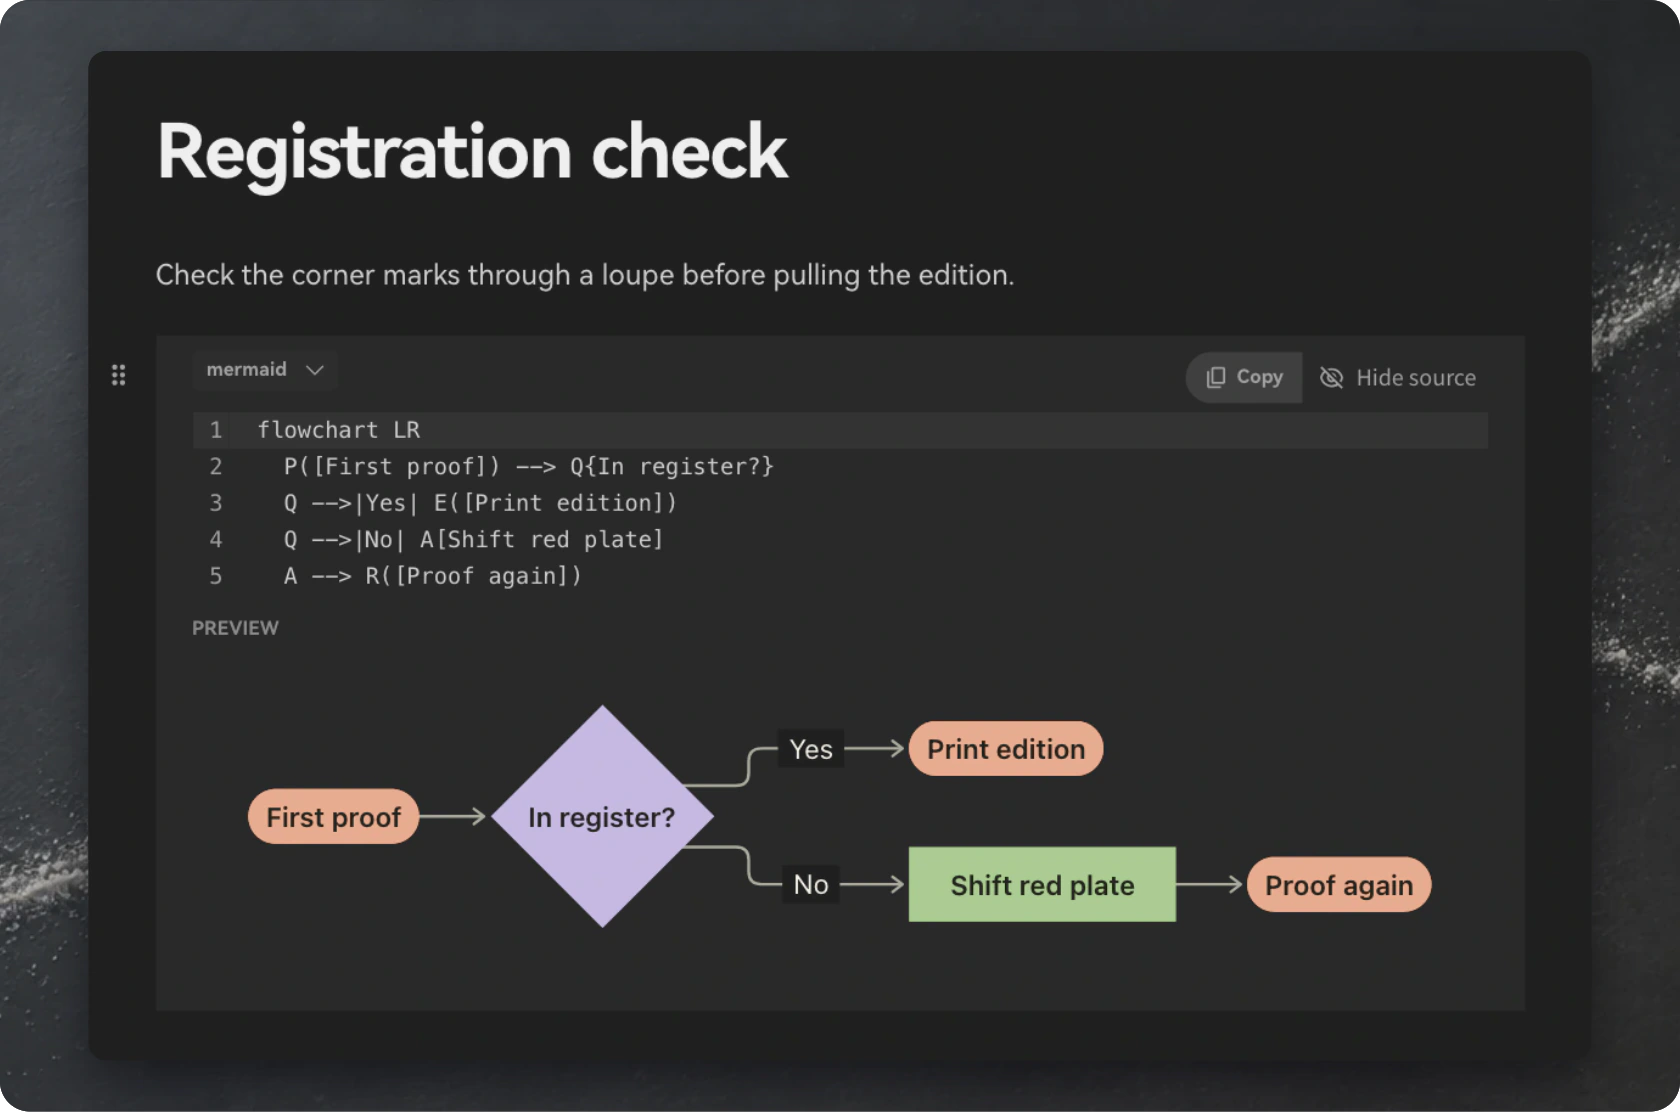 Registration check
Check the corner marks through a loupe before pulling the edition.
mermaid
Copy
Hide source
1 flowchart LR
2 P([First proof]) --> Q{In register?}
3 Q -->|Yes| E([Print edition])
4 Q -->|No| A[Shift red plate]
5 A --> R([Proof again])
PREVIEW
First proof
In register?
Yes
Print edition
No
Shift red plate
Proof again